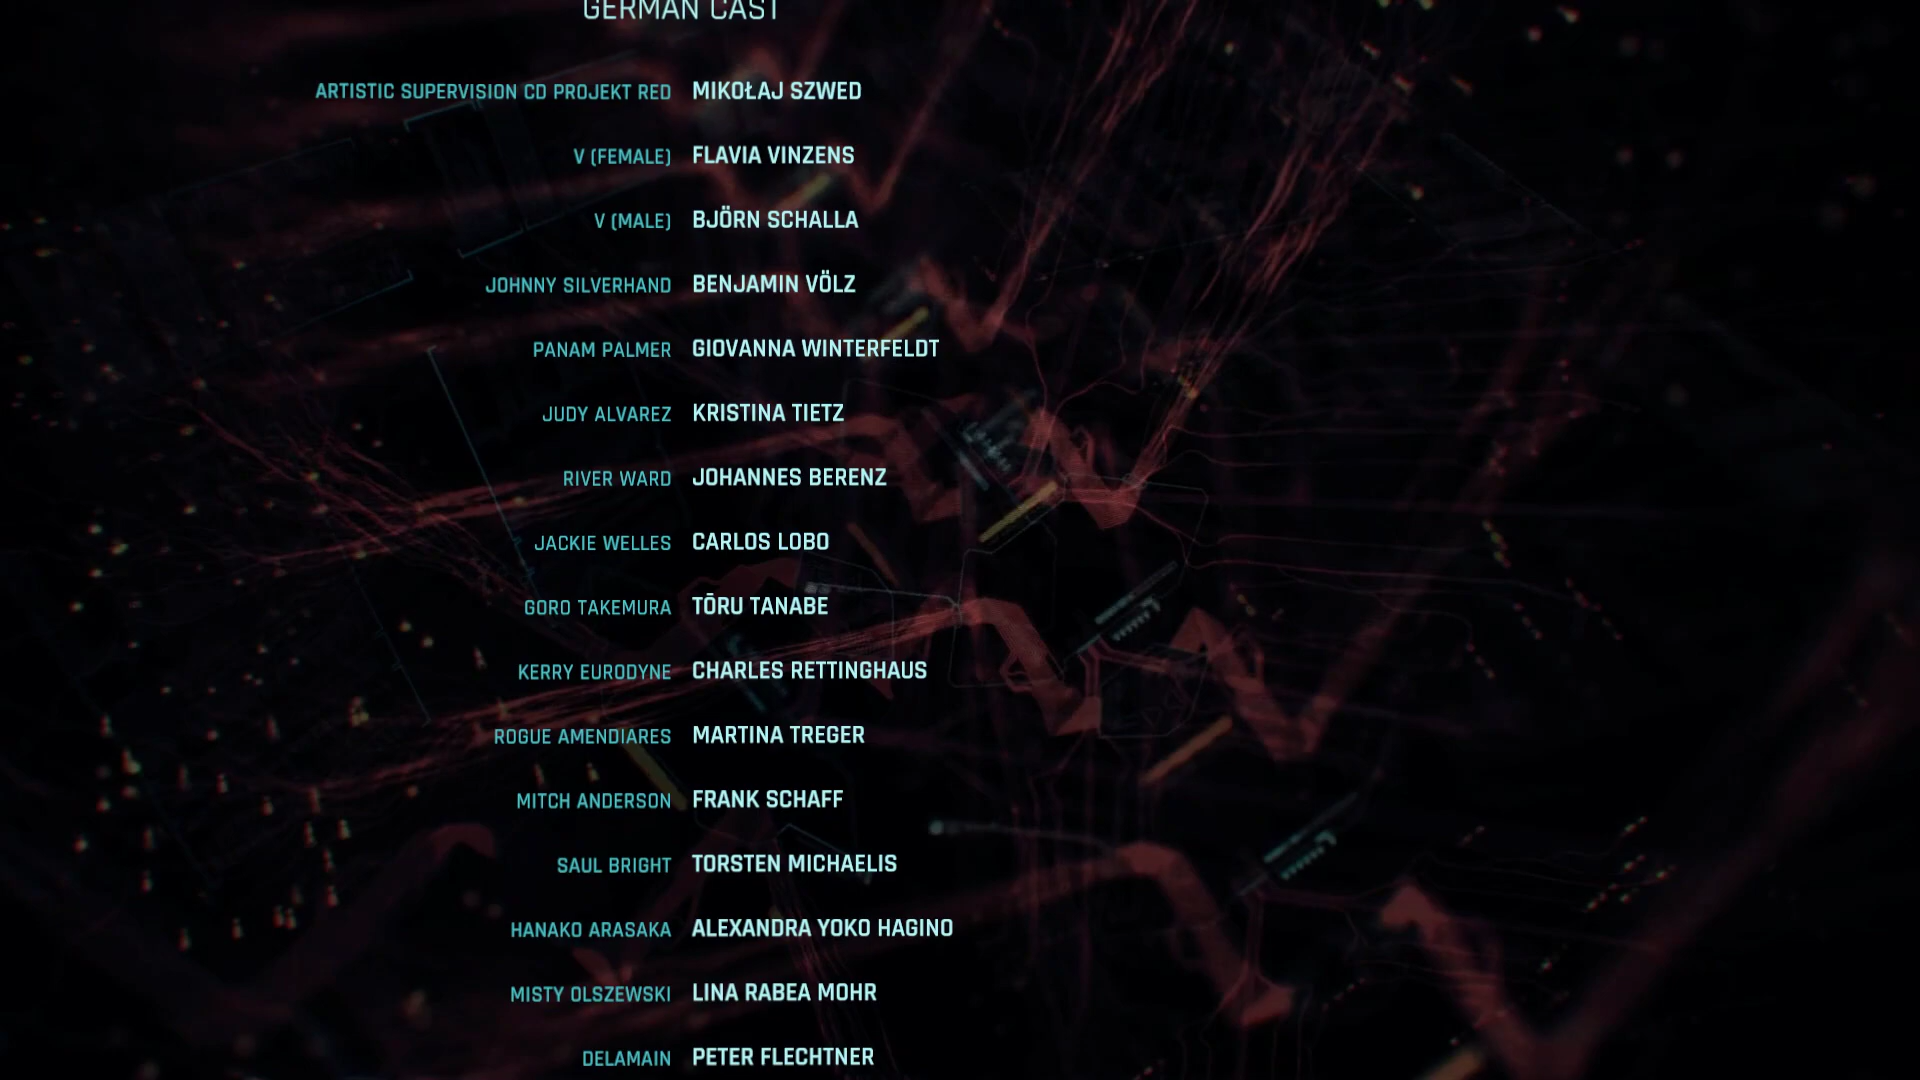 GERMAN CAST
ARTISTIC SUPERVISION CD PROJEKT RED MIKOŁAJ SZWED
V (FEMALE) FLAVIA VINZENS
V (MALE) BJÖRN SCHALLA
JOHNNY SILVERHAND BENJAMIN VÖLZ
PANAM PALMER GIOVANNA WINTERFELDT
JUDY ALVAREZ KRISTINA TIETZ
RIVER WARD JOHANNES BERENZ
JACKIE WELLES CARLOS LOBO
GORO TAKEMURA TŌRU TANABE
KERRY EURODYNE CHARLES RETTINGHAUS
ROGUE AMENDIARES MARTINA TREGER
MITCH ANDERSON FRANK SCHAFF
SAUL BRIGHT TORSTEN MICHAELIS
HANAKO ARASAKA ALEXANDRA YOKO HAGINO
MISTY OLSZEWSKI LINA RABEA MOHR
DELAMAIN PETER FLECHTNER